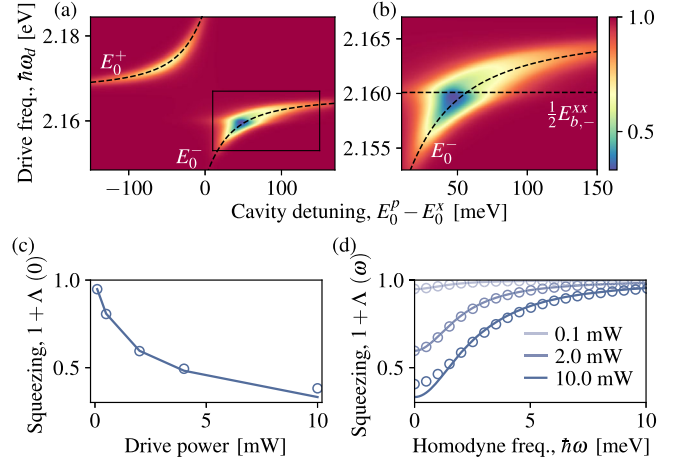 (a)
(b)
Drive freq., ℏω_d [eV]
2.18
2.16
E_0^+
E_0^-
−100
0
100
2.165
2.160
2.155
½E_{b,−}^{xx}
E_0^-
50
100
150
1.0
0.5
Cavity detuning, E_0^p − E_0^x [meV]
(c)
(d)
Squeezing, 1 + Λ (0)
1.0
0.5
0
5
10
Drive power [mW]
Squeezing, 1 + Λ (ω)
1.0
0.5
0.1 mW
2.0 mW
10.0 mW
0
5
10
Homodyne freq., ℏω [meV]